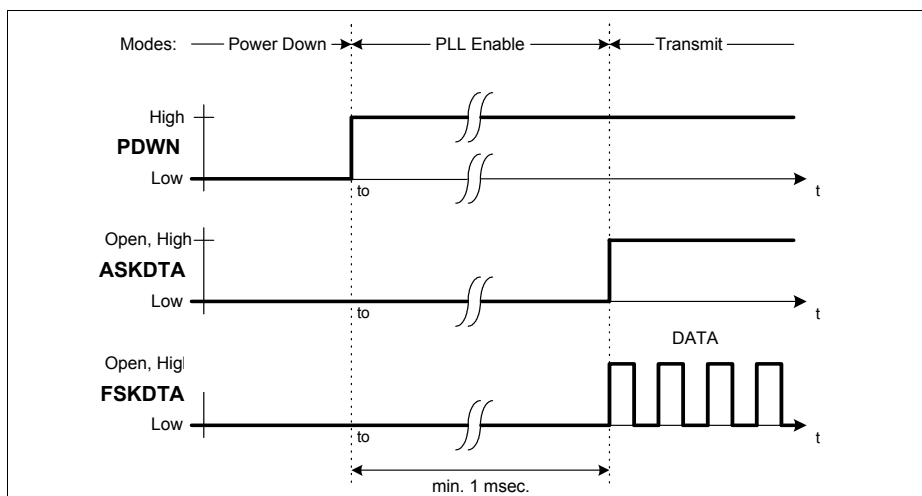 Modes: Power Down PLL Enable Transmit
High
PDWN
Low
to
t
Open, High
ASKDTA
Low
to
t
DATA
Open, Hig
FSKDTA
Low
to
t
min. 1 msec.